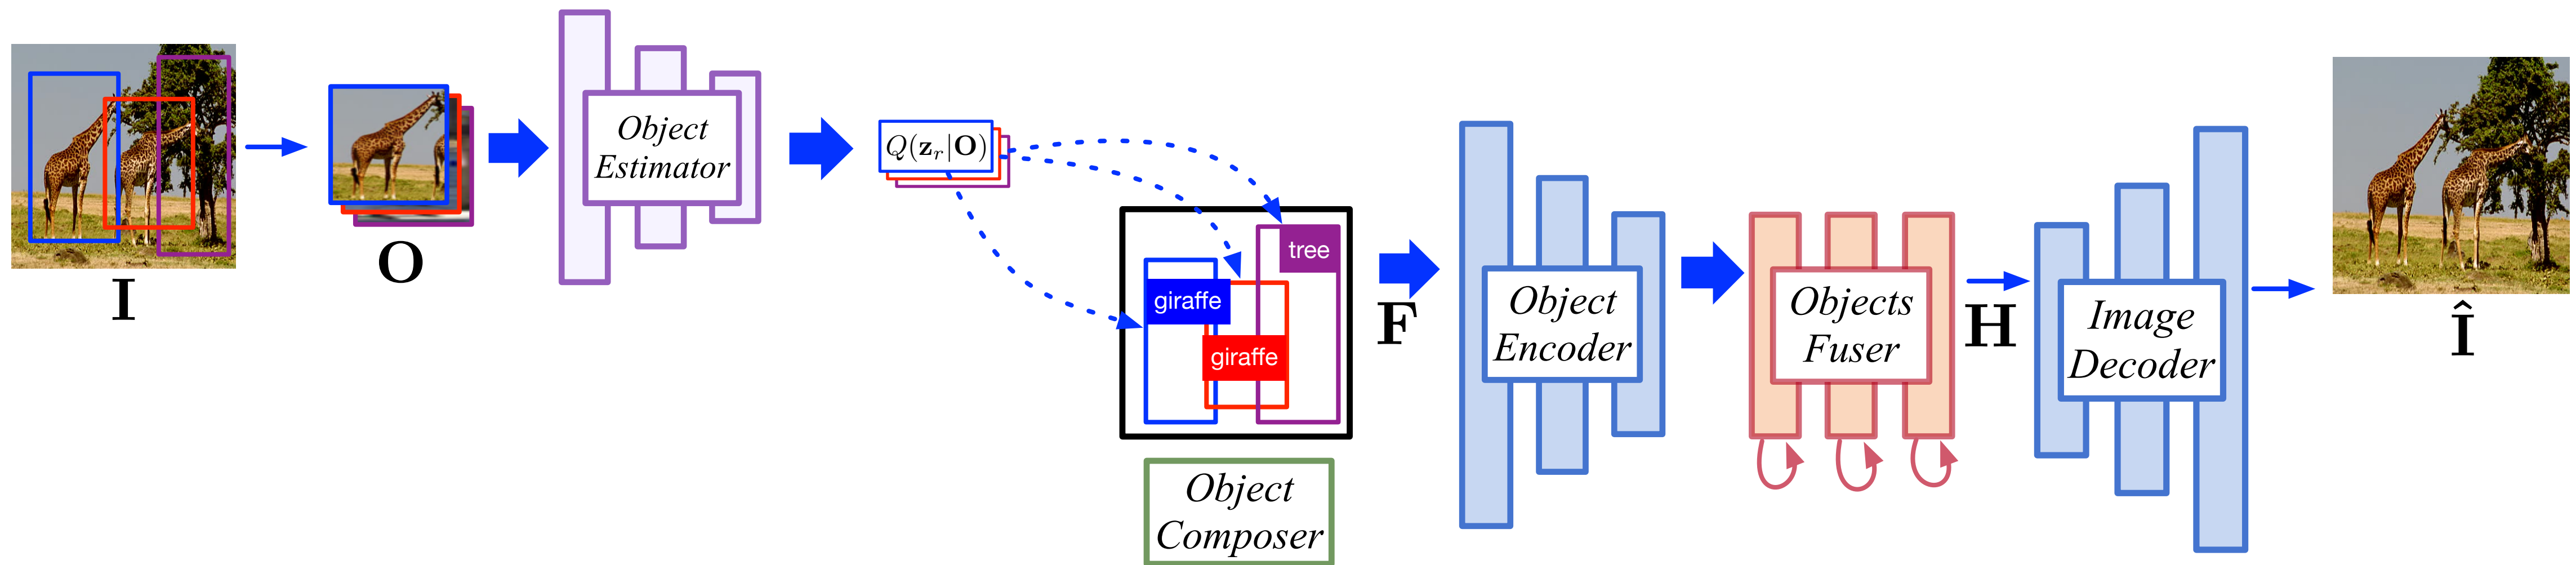 I
O
Object
Estimator
Q(z_r|O)
tree
giraffe
giraffe
Object
Composer
F
Object
Encoder
Objects
Fuser
H
Image
Decoder
Î